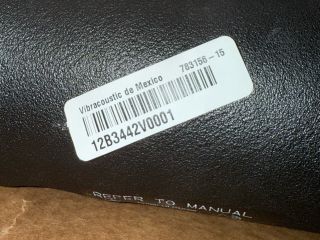 Vibracoustic de Mexico 783156-15
12B3442V0001
REFER TO MANUAL